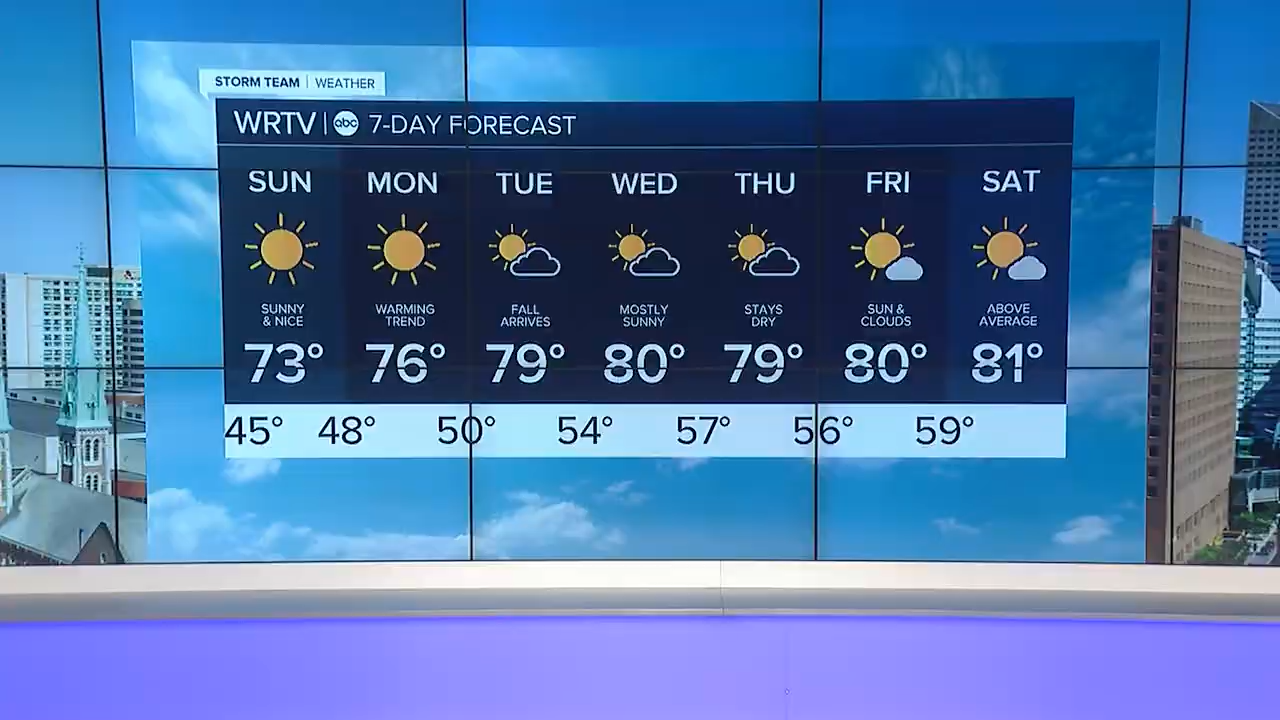 STORM TEAM | WEATHER
WRTV | abc 7-DAY FORECAST
SUN MON TUE WED THU FRI SAT
SUNNY & NICE WARMING TREND FALL ARRIVES MOSTLY SUNNY STAYS DRY SUN & CLOUDS ABOVE AVERAGE
73° 76° 79° 80° 79° 80° 81°
45° 48° 50° 54° 57° 56° 59°